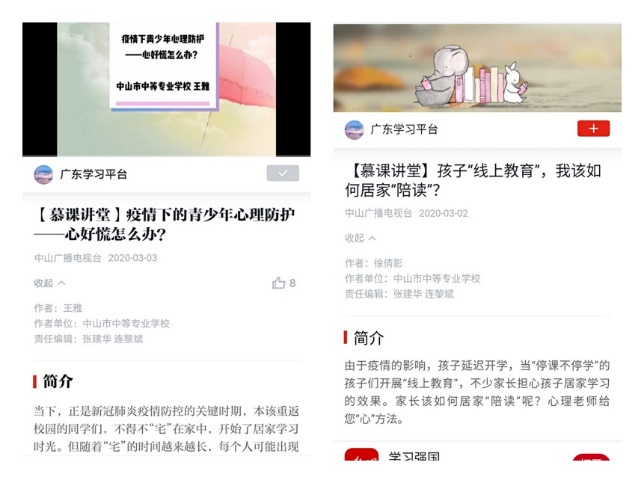 疫情下青少年心理防护
——心好慌怎么办？
中山市中等专业学校 王雅
广东学习平台
【慕课讲堂】疫情下的青少年心理防护
——心好慌怎么办？
中山广播电视台 2020-03-03
收起
8
作者：王雅
作者单位：中山市中等专业学校
责任编辑：张建华 连黎斌
简介
当下，正是新冠肺炎疫情防控的关键时期，本该重返
校园的同学们，不得不“宅”在家中，开始了居家学习
时光。但随着“宅”的时间越来越长，每个人可能出现
广东学习平台
【慕课讲堂】孩子“线上教育”，我该如
何居家“陪读”？
中山广播电视台 2020-03-02
收起
作者：徐倩影
作者单位：中山市中等专业学校
责任编辑：张建华 连黎斌
简介
由于疫情的影响，孩子延迟开学，当“停课不停学”的
孩子们开展“线上教育”，不少家长担心孩子居家学习
的效果。家长该如何居家“陪读”呢？心理老师给
您“心”方法。
学习强国